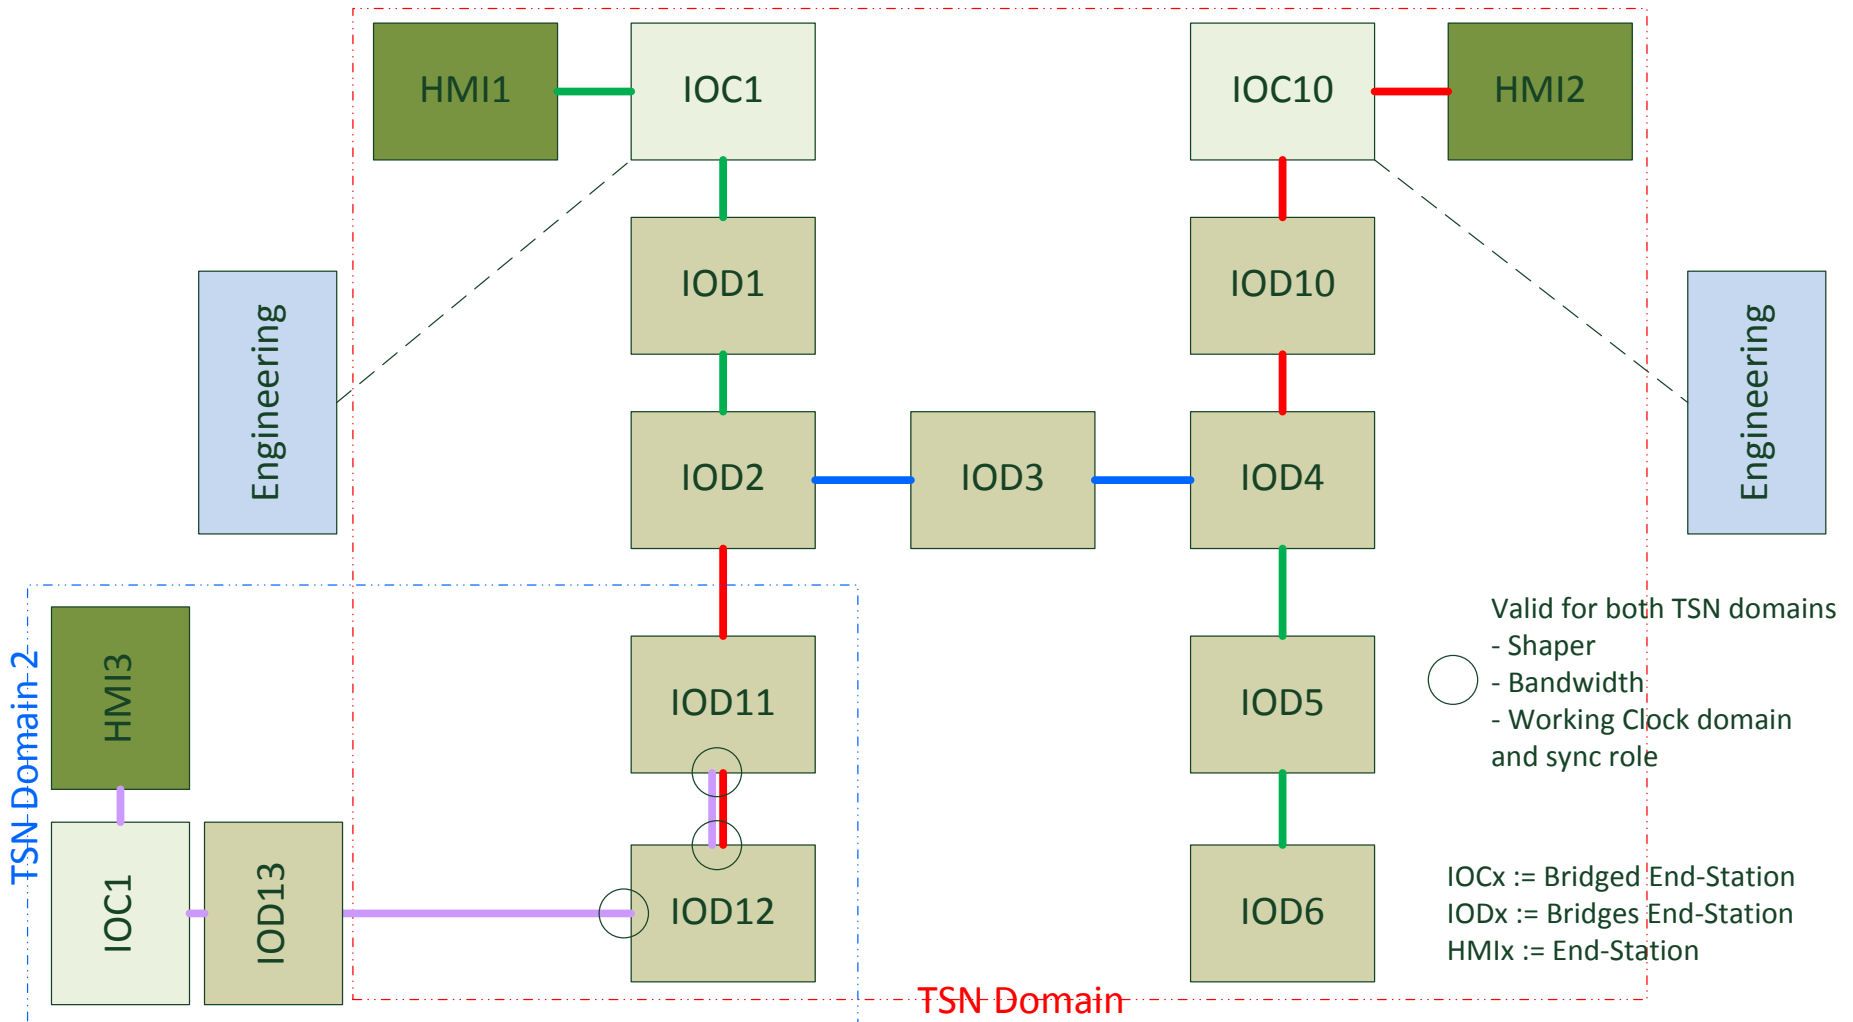 HMI1
IOC1
IOC10
HMI2
IOD1
IOD10
Engineering
Engineering
IOD2
IOD3
IOD4
Valid for both TSN domains
- Shaper
- Bandwidth
- Working Clock domain
and sync role
TSN Domain 2
HMI3
IOD11
IOD5
IOC1
IOD13
IOD12
IOD6
IOCx := Bridged End-Station
IODx := Bridges End-Station
HMIx := End-Station
TSN Domain